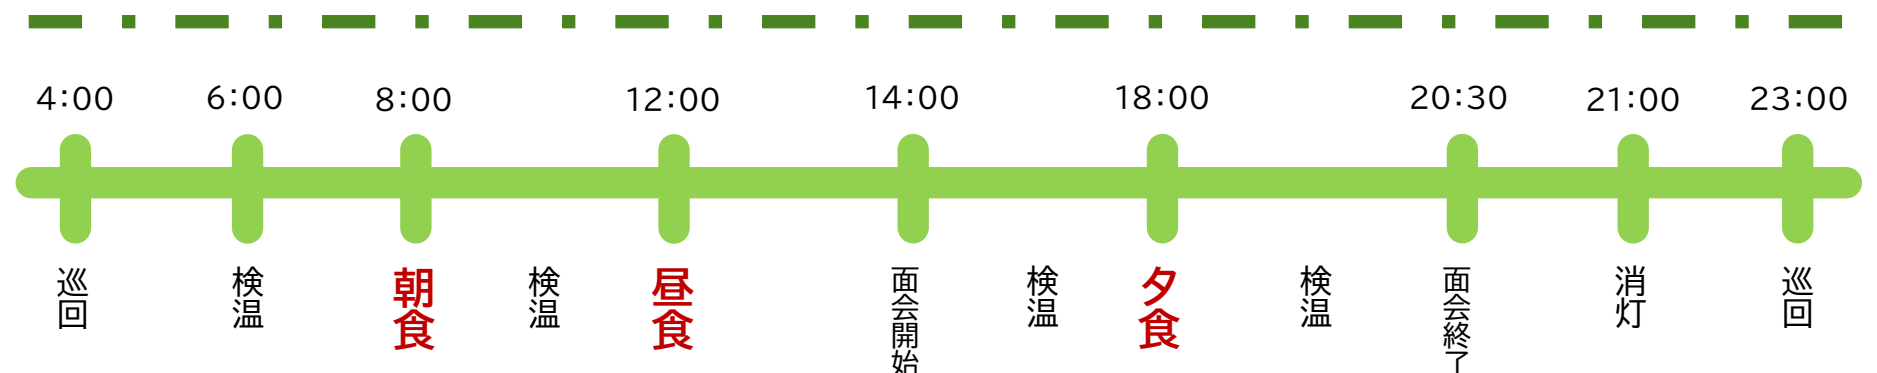 4:00
6:00
8:00
12:00
14:00
18:00
20:30
21:00
23:00
巡回
検温
朝食
検温
昼食
面会開始
検温
夕食
検温
面会終了
消灯
巡回